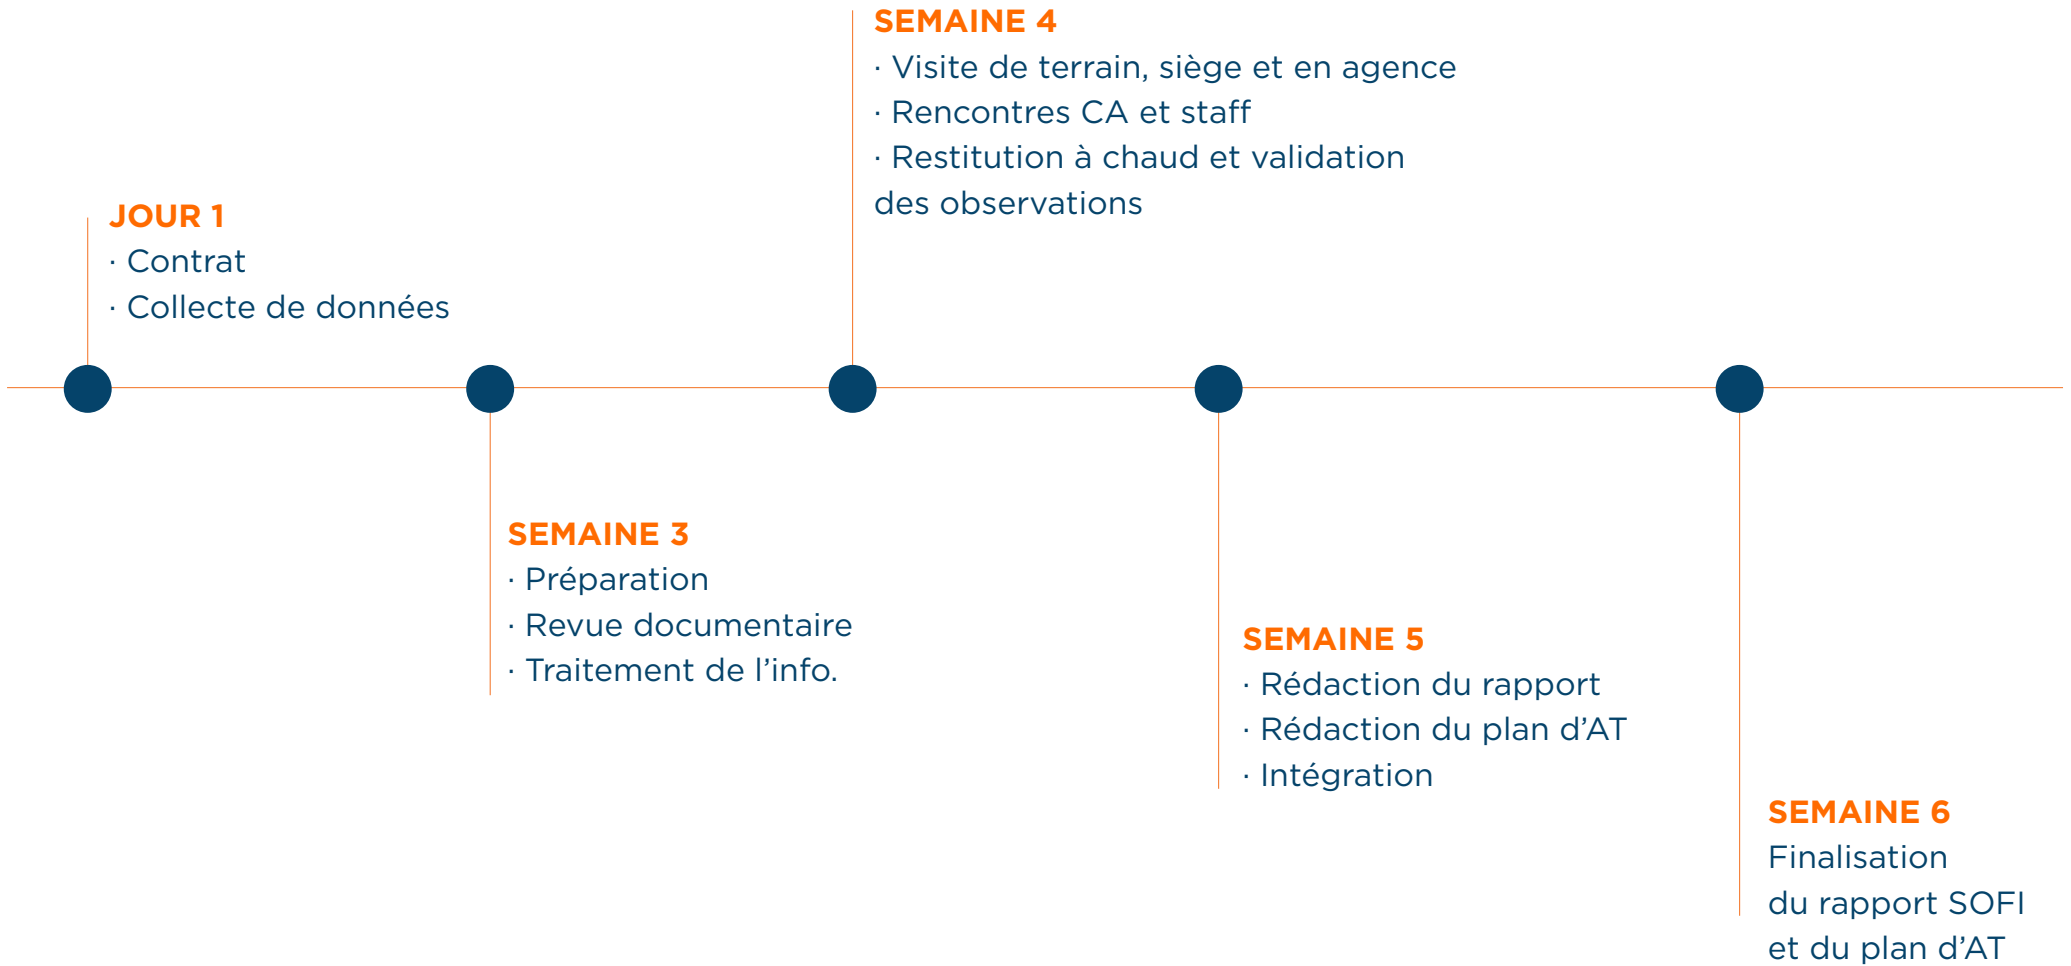 JOUR 1
· Contrat
· Collecte de données
SEMAINE 3
· Préparation
· Revue documentaire
· Traitement de l’info.
SEMAINE 4
· Visite de terrain, siège et en agence
· Rencontres CA et staff
· Restitution à chaud et validation
des observations
SEMAINE 5
· Rédaction du rapport
· Rédaction du plan d’AT
· Intégration
SEMAINE 6
Finalisation
du rapport SOFI
et du plan d’AT